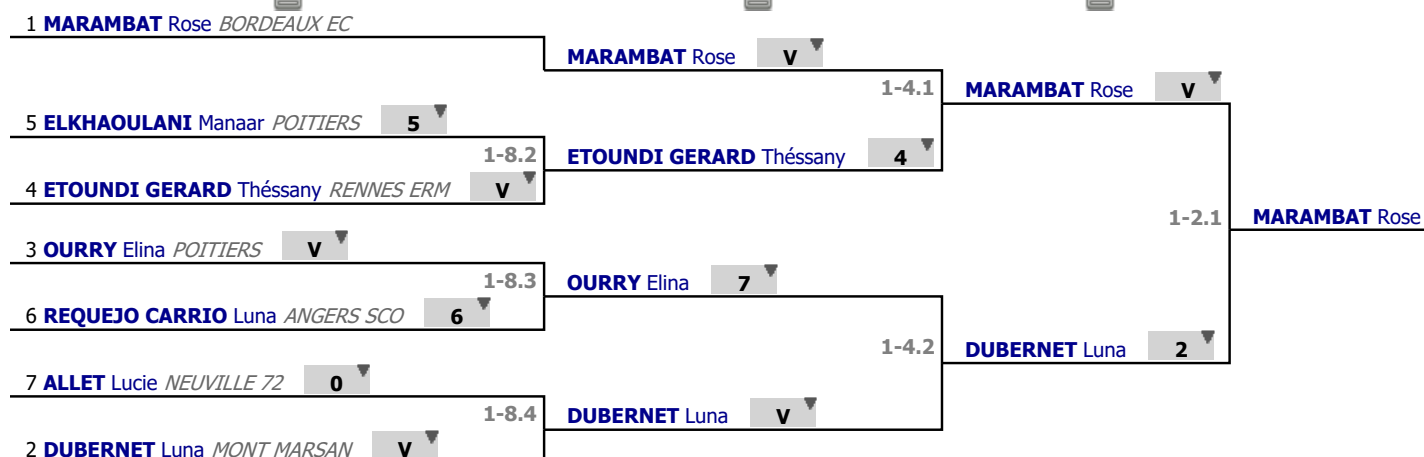 1 MARAMBAT Rose BORDEAUX EC
MARAMBAT Rose V
1-4.1
MARAMBAT Rose V
5 ELKHAOULANI Manaar POITIERS 5
1-8.2
ETOUNDI GERARD Théssany 4
4 ETOUNDI GERARD Théssany RENNES ERM V
1-2.1
MARAMBAT Rose
3 OURRY Elina POITIERS V
1-8.3
OURRY Elina 7
6 REQUEJO CARRIO Luna ANGERS SCO 6
1-4.2
DUBERNET Luna 2
7 ALLET Lucie NEUVILLE 72 0
1-8.4
DUBERNET Luna V
2 DUBERNET Luna MONT MARSAN V